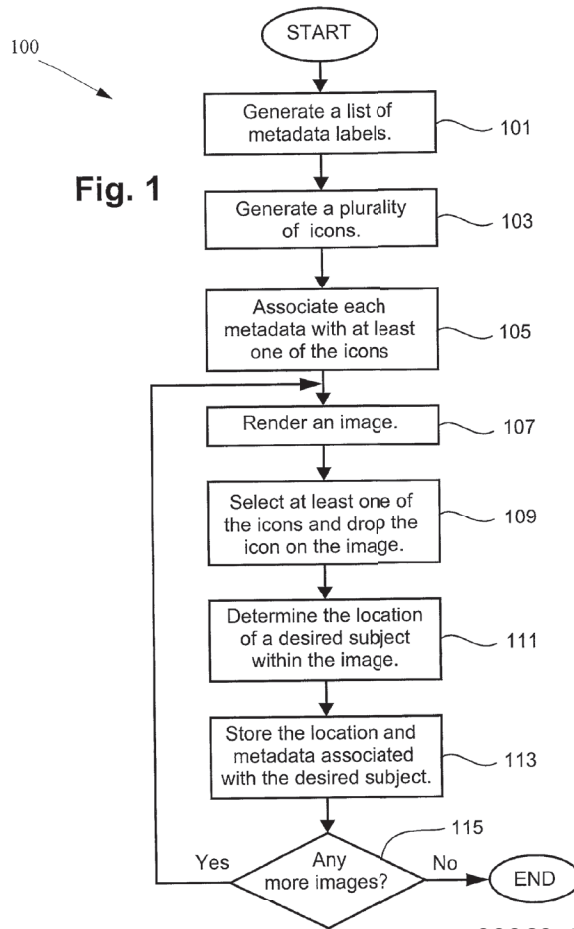 START
100
Generate a list of
metadata labels.
101
Fig. 1
Generate a plurality
of icons.
103
Associate each
metadata with at least
one of the icons
105
Render an image.
107
Select at least one of
the icons and drop the
icon on the image.
109
Determine the location
of a desired subject
within the image.
111
Store the location and
metadata associated
with the desired subject.
113
115
Yes
Any
more images?
No
END